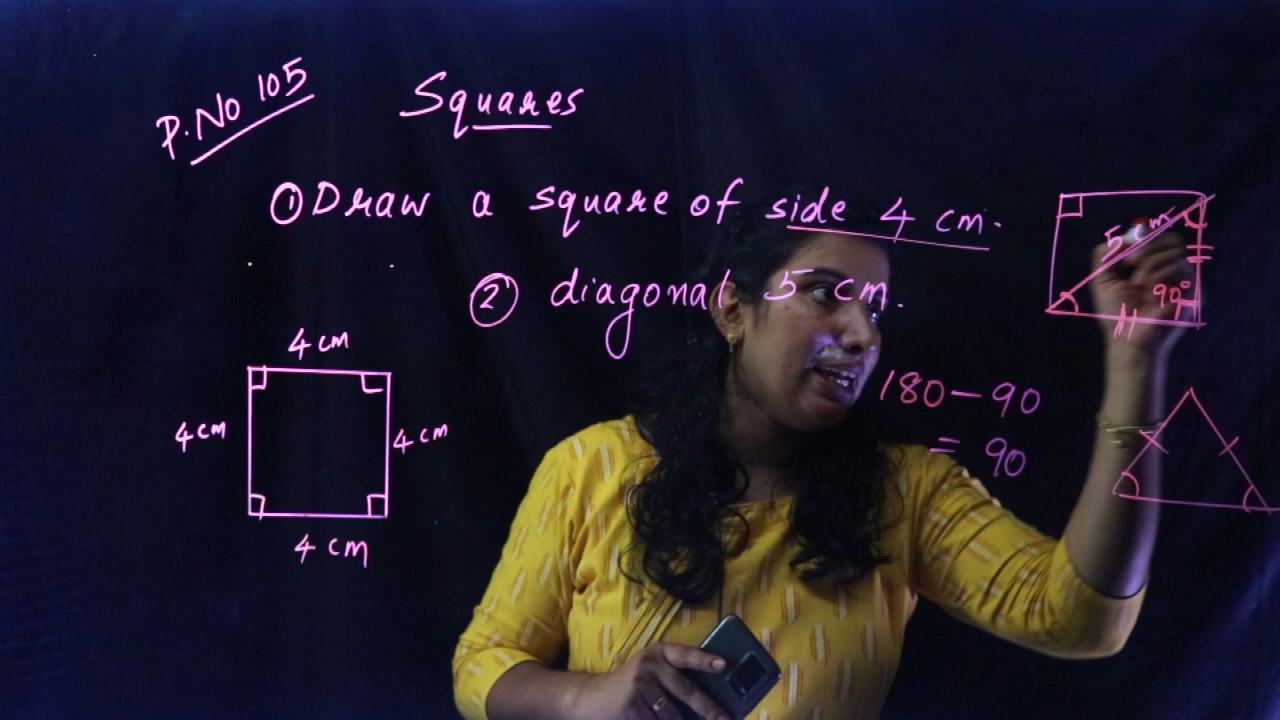 P.No 105
Squares
① Draw a square of side 4 cm.
② diagonal 5 cm.
5 cm
90°
4 cm
4 cm
4 cm
4 cm
180 - 90
= 90